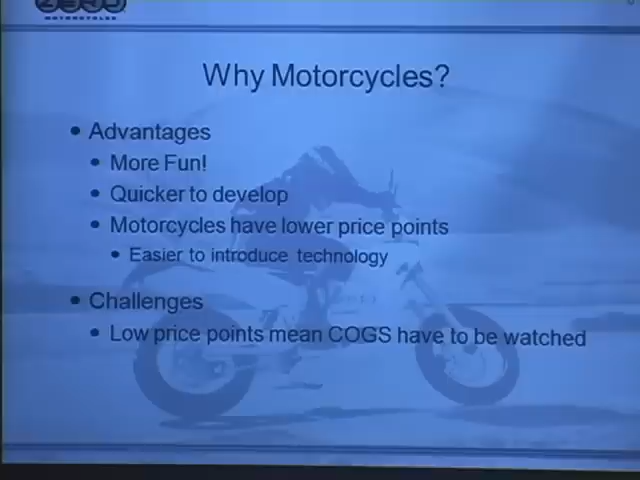 MOTORCYCLES
Why Motorcycles?
• Advantages
• More Fun!
• Quicker to develop
• Motorcycles have lower price points
• Easier to introduce technology
• Challenges
• Low price points mean COGS have to be watched